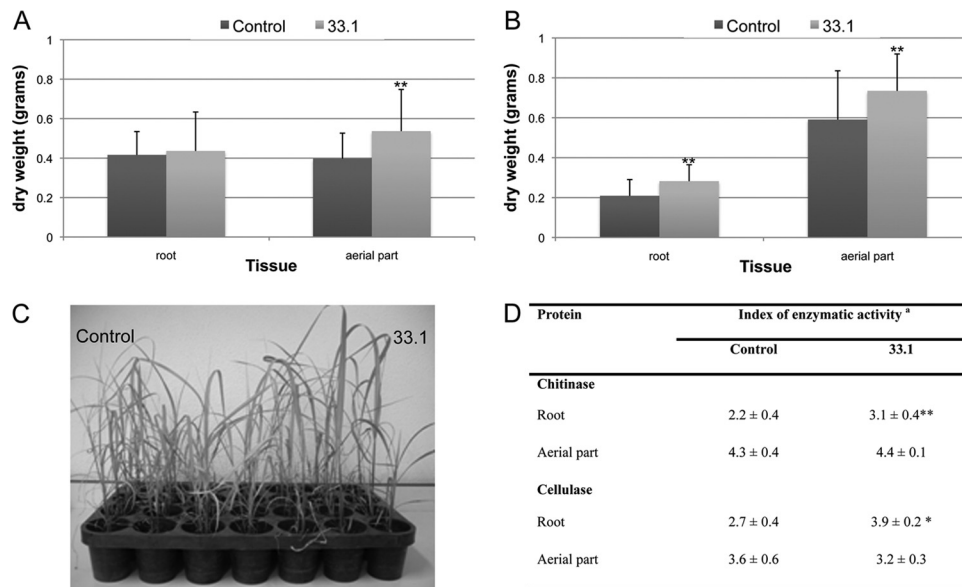 A
Control 33.1
dry weight (grams)
1
0.8
0.6
0.4
0.2
0
**
root
aerial part
Tissue
B
Control 33.1
dry weight (grams)
1
0.8
0.6
0.4
0.2
0
**
**
root
aerial part
Tissue
C
Control
33.1
D
Protein Index of enzymatic activity a
Control 33.1
Chitinase
Root 2.2 ± 0.4 3.1 ± 0.4**
Aerial part 4.3 ± 0.4 4.4 ± 0.1
Cellulase
Root 2.7 ± 0.4 3.9 ± 0.2 *
Aerial part 3.6 ± 0.6 3.2 ± 0.3